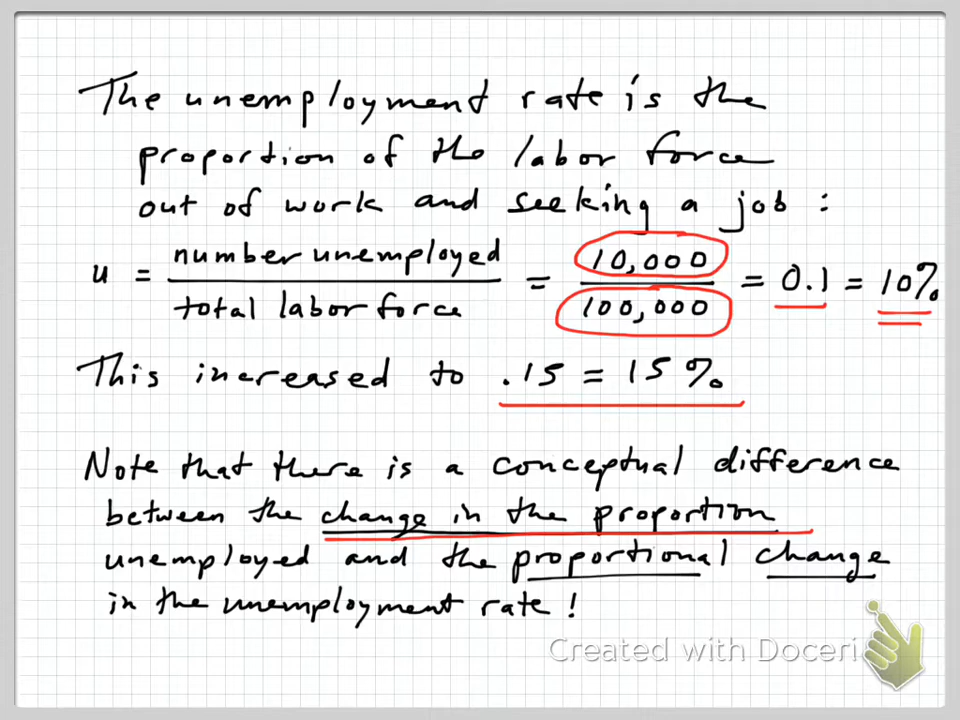 The unemployment rate is the
proportion of the labor force
out of work and seeking a job :
u = number unemployed / total labor force = 10,000 / 100,000 = 0.1 = 10%
This increased to .15 = 15%
Note that there is a conceptual difference
between the change in the proportion
unemployed and the proportional change
in the unemployment rate !
Created with Doceri